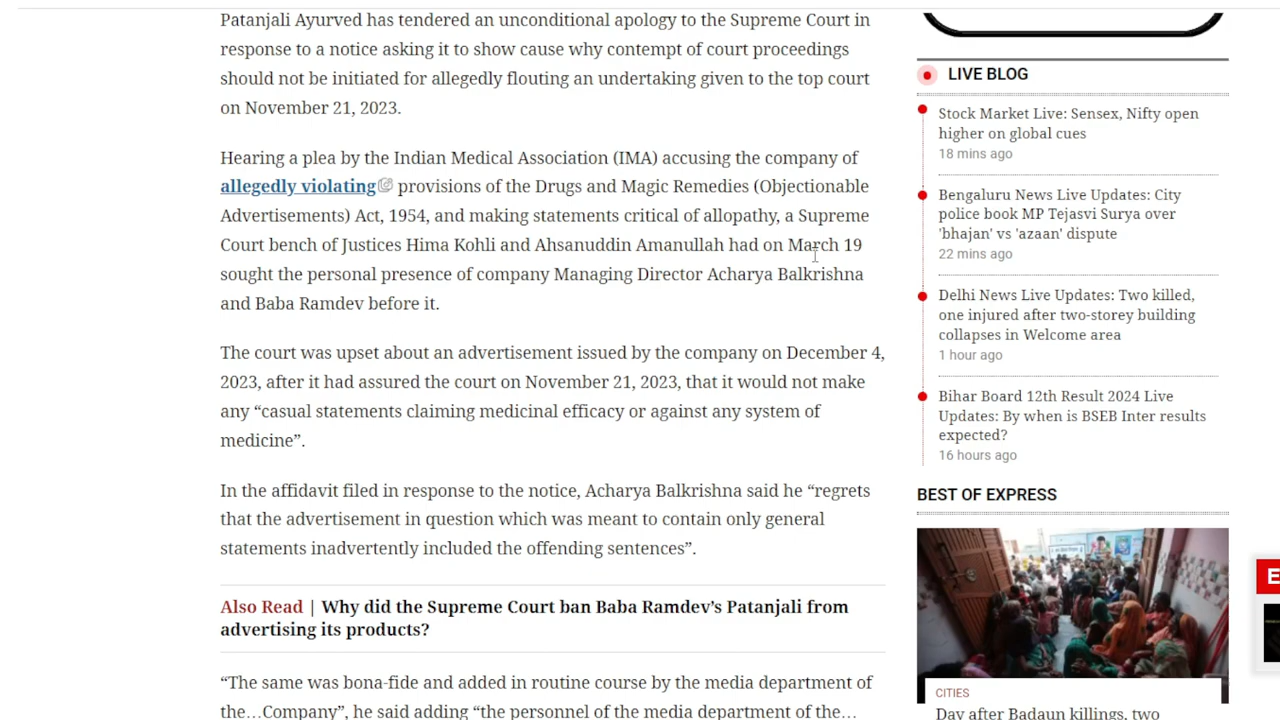 Patanjali Ayurved has tendered an unconditional apology to the Supreme Court in
response to a notice asking it to show cause why contempt of court proceedings
should not be initiated for allegedly flouting an undertaking given to the top court
on November 21, 2023.
Hearing a plea by the Indian Medical Association (IMA) accusing the company of
allegedly violating provisions of the Drugs and Magic Remedies (Objectionable
Advertisements) Act, 1954, and making statements critical of allopathy, a Supreme
Court bench of Justices Hima Kohli and Ahsanuddin Amanullah had on March 19
sought the personal presence of company Managing Director Acharya Balkrishna
and Baba Ramdev before it.
The court was upset about an advertisement issued by the company on December 4,
2023, after it had assured the court on November 21, 2023, that it would not make
any “casual statements claiming medicinal efficacy or against any system of
medicine”.
In the affidavit filed in response to the notice, Acharya Balkrishna said he “regrets
that the advertisement in question which was meant to contain only general
statements inadvertently included the offending sentences”.
Also Read | Why did the Supreme Court ban Baba Ramdev’s Patanjali from
advertising its products?
“The same was bona-fide and added in routine course by the media department of
the…Company”, he said adding “the personnel of the media department of the…
LIVE BLOG
Stock Market Live: Sensex, Nifty open
higher on global cues
18 mins ago
Bengaluru News Live Updates: City
police book MP Tejasvi Surya over
'bhajan' vs 'azaan' dispute
22 mins ago
Delhi News Live Updates: Two killed,
one injured after two-storey building
collapses in Welcome area
1 hour ago
Bihar Board 12th Result 2024 Live
Updates: By when is BSEB Inter results
expected?
16 hours ago
BEST OF EXPRESS
CITIES
Day after Badaun killings, two
E